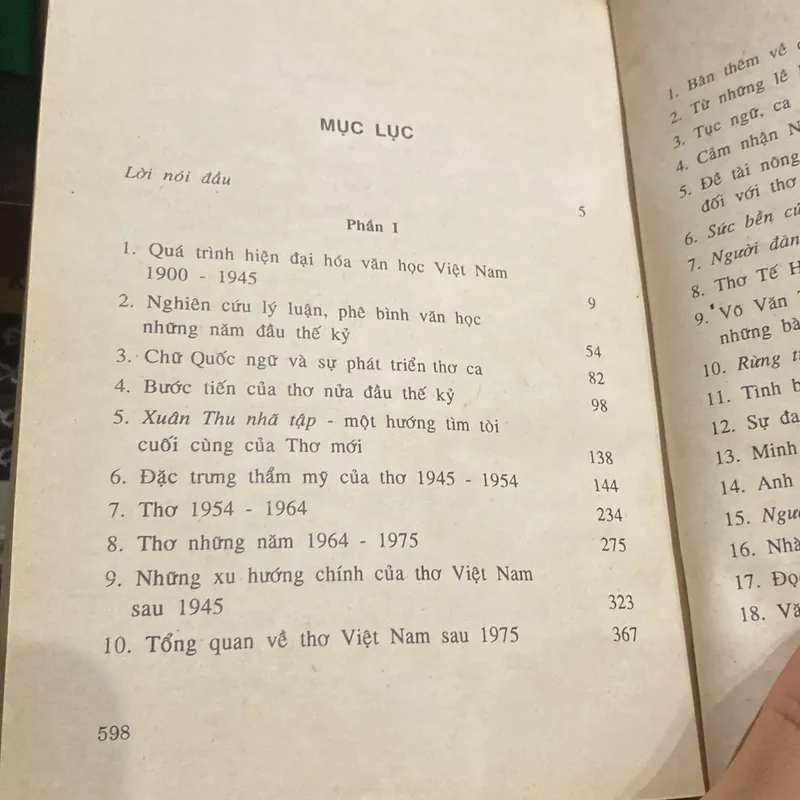 MỤC LỤC
Lời nói đầu 5
Phần I
1. Quá trình hiện đại hóa văn học Việt Nam
1900 - 1945 9
2. Nghiên cứu lý luận, phê bình văn học
những năm đầu thế kỷ 54
3. Chữ Quốc ngữ và sự phát triển thơ ca 82
4. Bước tiến của thơ nửa đầu thế kỷ 98
5. Xuân Thu nhã tập - một hướng tìm tòi
cuối cùng của Thơ mới 138
6. Đặc trưng thẩm mỹ của thơ 1945 - 1954 144
7. Thơ 1954 - 1964 234
8. Thơ những năm 1964 - 1975 275
9. Những xu hướng chính của thơ Việt Nam
sau 1945 323
10. Tổng quan về thơ Việt Nam sau 1975 367
598
1. Bàn thêm về
2. Từ những lề
3. Tục ngữ, ca
4. Cảm nhận
5. Đề tài nông
đối với thơ
6. Sức bền
7. Người
8. Thơ Tế
9. Võ Văn
những
10. Rừng
11. Tình
12. Sự
13. Minh
14. Anh
15.
16.
17.
18.